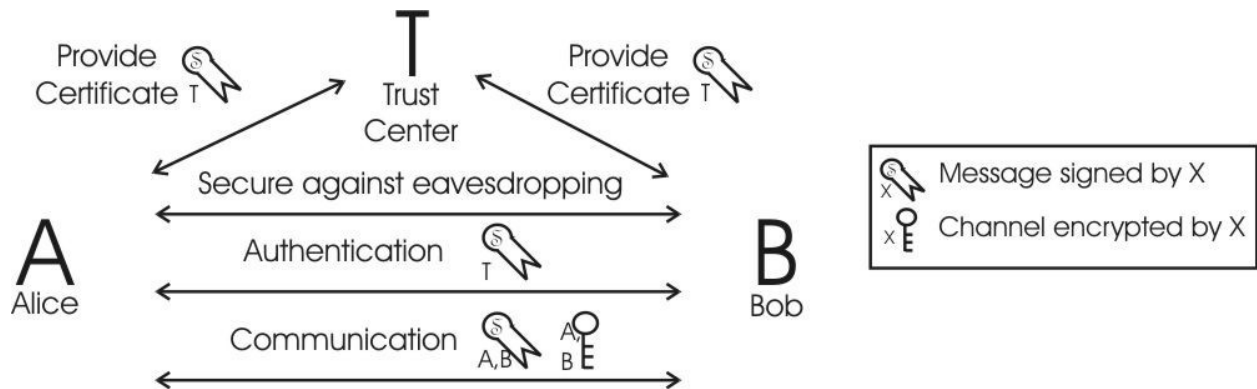 T
Provide
Certificate T
Trust
Center
Provide
Certificate T
Secure against eavesdropping
A
Alice
Authentication
T
B
Bob
Communication
A,B
A,
B
X
Message signed by X
X
Channel encrypted by X